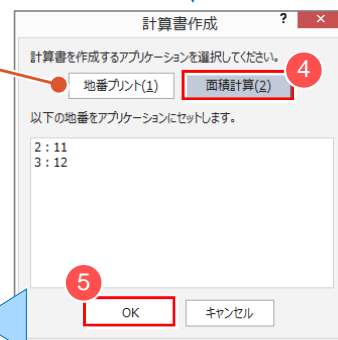 計算書作成 ? ×
計算書を作成するアプリケーションを選択してください。
4
地番プリント(1) 面積計算(2)
以下の地番をアプリケーションにセットします。
2：11
3：12
5
OK キャンセル